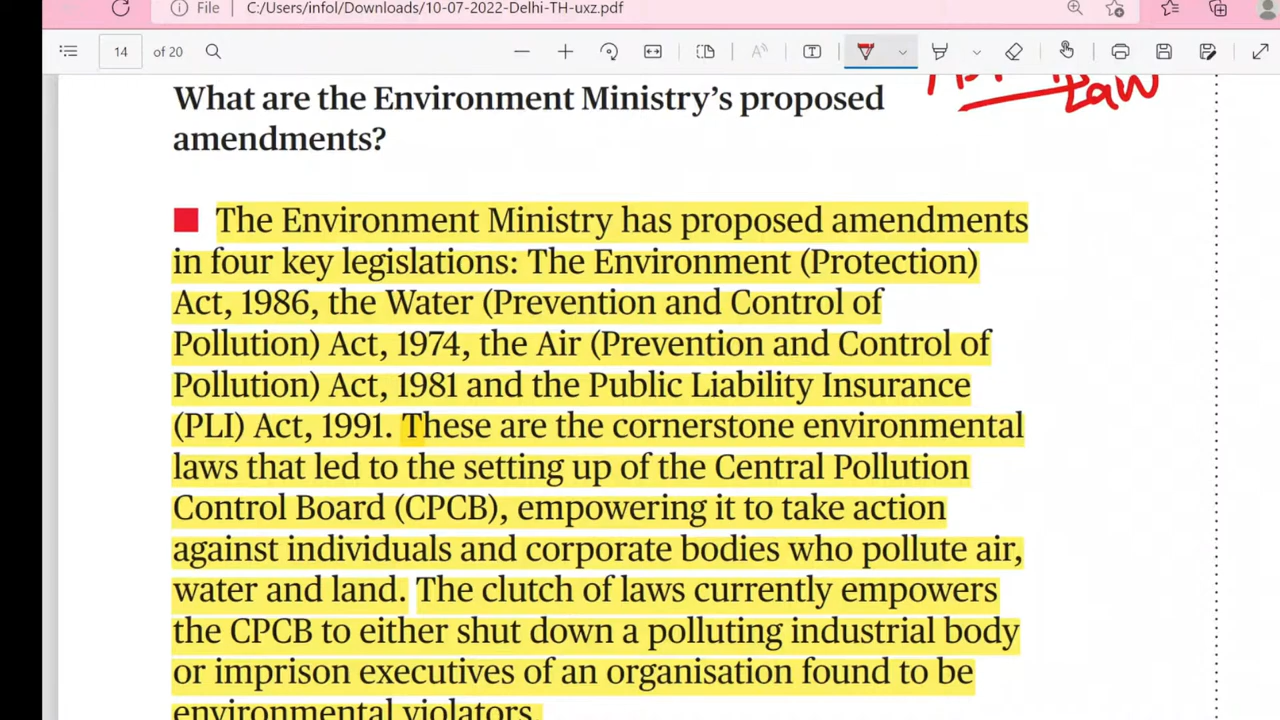 File
C:/Users/infol/Downloads/10-07-2022-Delhi-TH-uxz.pdf
14 of 20
Law
What are the Environment Ministry’s proposed
amendments?
The Environment Ministry has proposed amendments
in four key legislations: The Environment (Protection)
Act, 1986, the Water (Prevention and Control of
Pollution) Act, 1974, the Air (Prevention and Control of
Pollution) Act, 1981 and the Public Liability Insurance
(PLI) Act, 1991. These are the cornerstone environmental
laws that led to the setting up of the Central Pollution
Control Board (CPCB), empowering it to take action
against individuals and corporate bodies who pollute air,
water and land. The clutch of laws currently empowers
the CPCB to either shut down a polluting industrial body
or imprison executives of an organisation found to be
environmental violators.